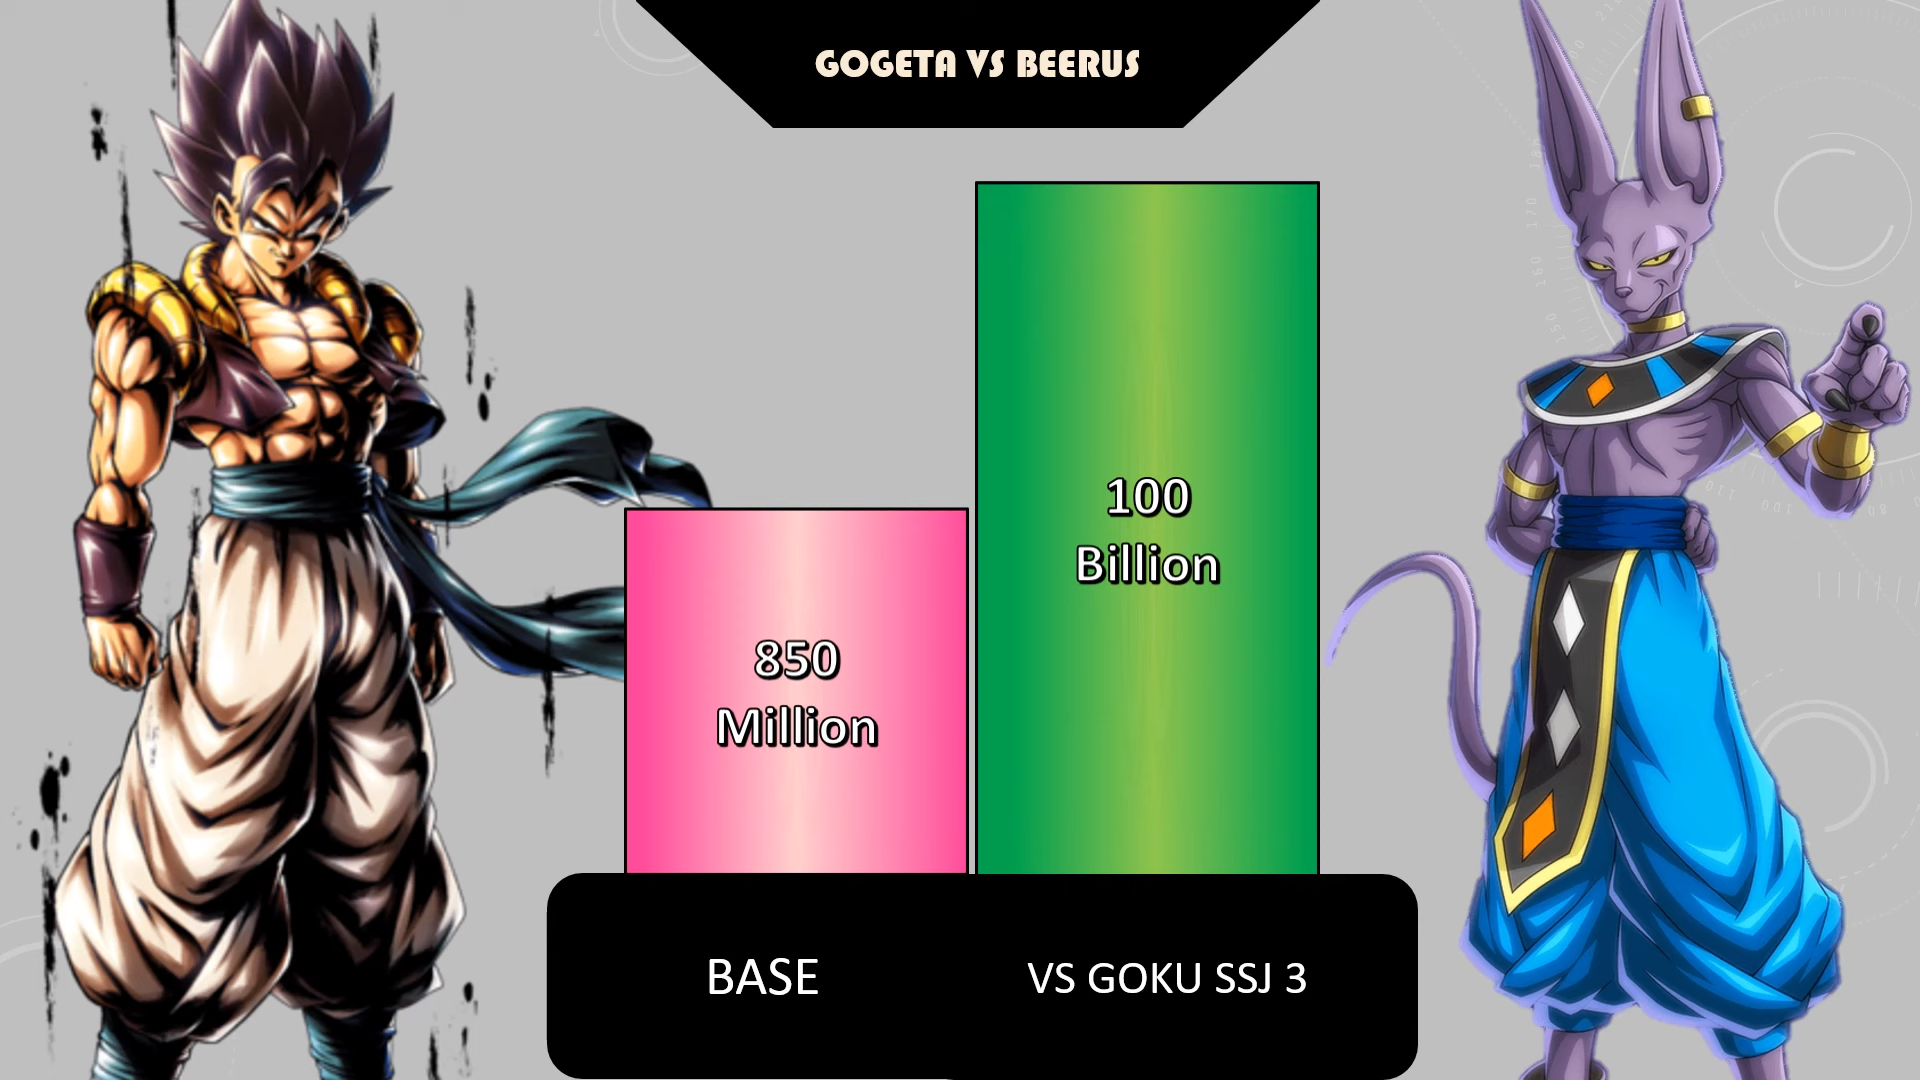 GOGETA VS BEERUS
100
Billion
850
Million
BASE
VS GOKU SSJ 3